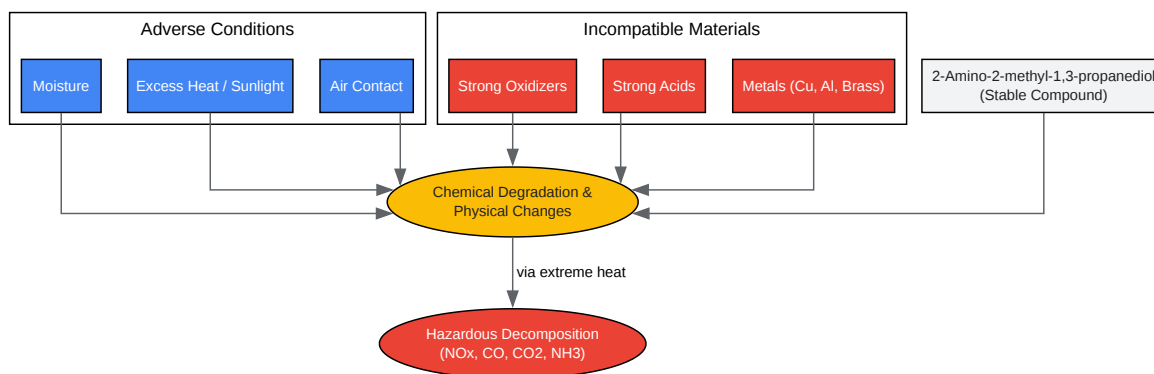 Adverse Conditions
Incompatible Materials
Moisture
Excess Heat / Sunlight
Air Contact
Strong Oxidizers
Strong Acids
Metals (Cu, Al, Brass)
2-Amino-2-methyl-1,3-propanediol
(Stable Compound)
Chemical Degradation &
Physical Changes
via extreme heat
Hazardous Decomposition
(NOx, CO, CO2, NH3)